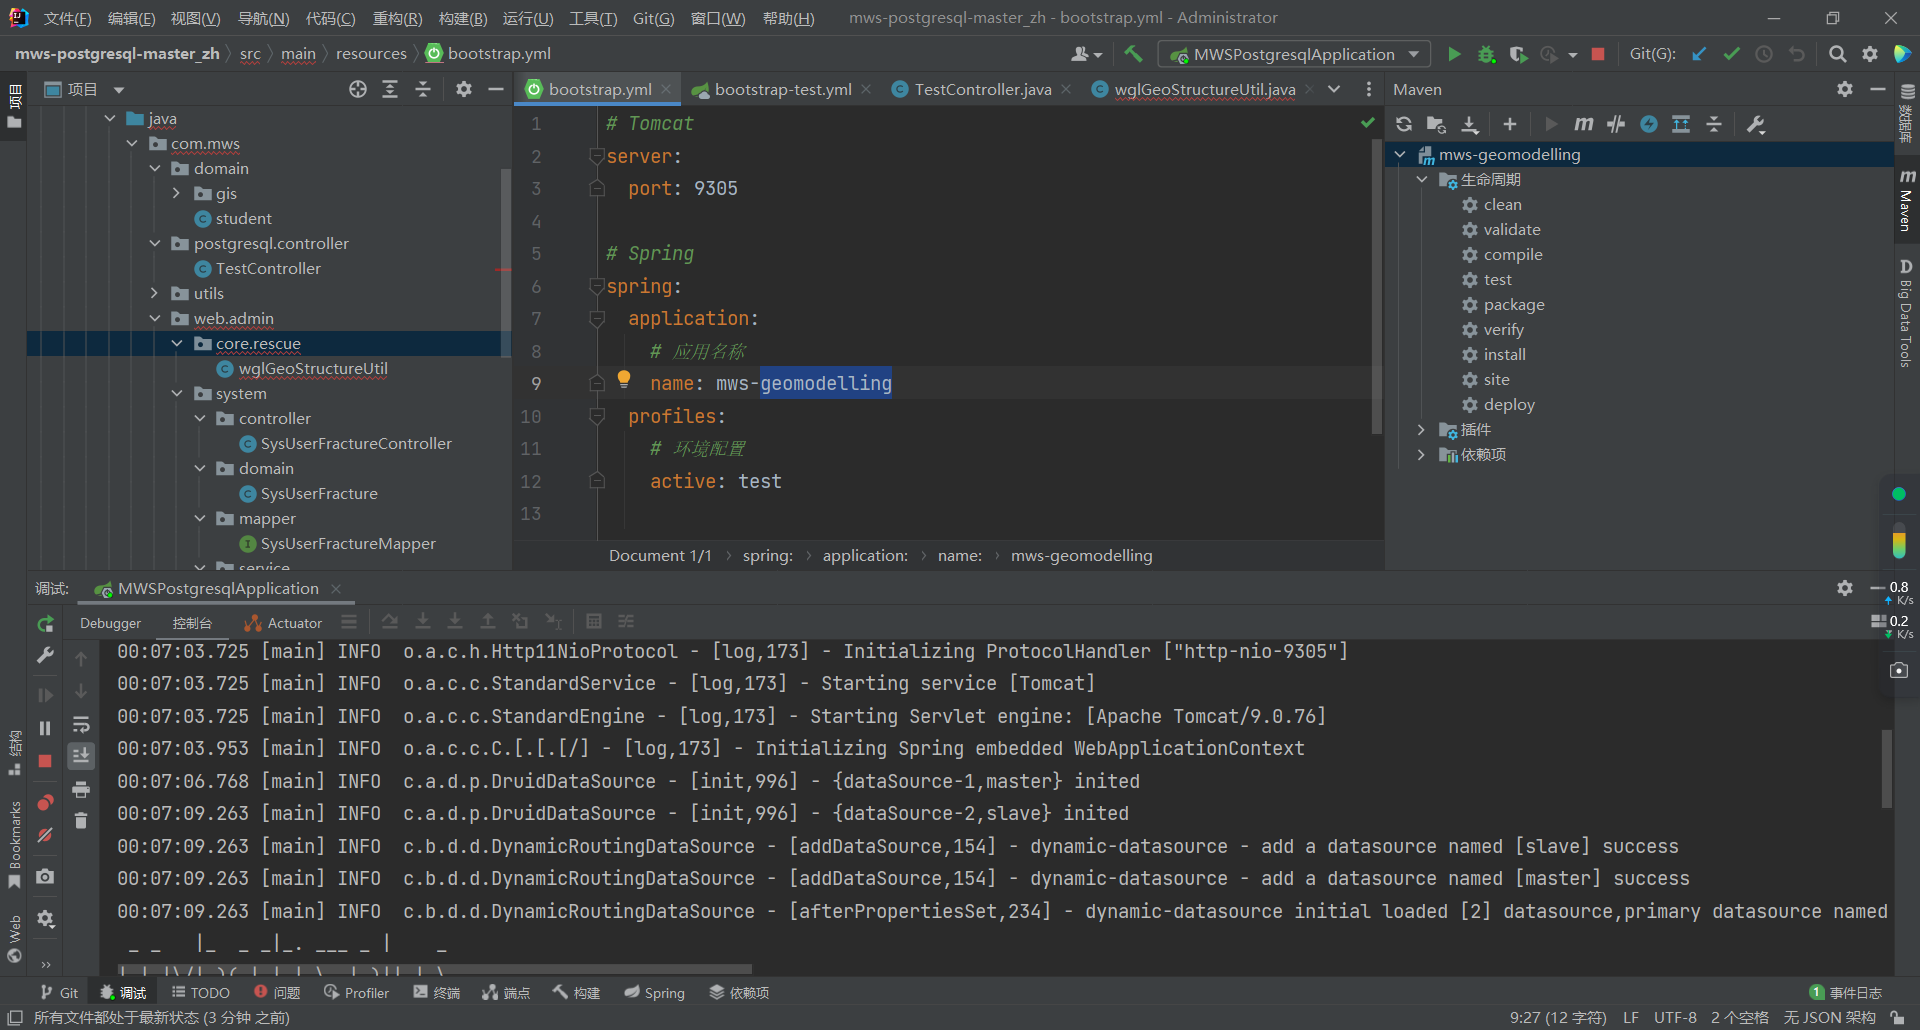 文件(F) 编辑(E) 视图(V) 导航(N) 代码(C) 重构(R) 构建(B) 运行(U) 工具(T) Git(G) 窗口(W) 帮助(H) mws-postgresql-master_zh - bootstrap.yml - Administrator
mws-postgresql-master_zh src main resources bootstrap.yml
MWSPostgresqlApplication
Git(G):
项目
项目
java
com.mws
domain
gis
student
postgresql.controller
TestController
utils
web.admin
core.rescue
wglGeoStructureUtil
system
controller
SysUserFractureController
domain
SysUserFracture
mapper
SysUserFractureMapper
service
bootstrap.yml bootstrap-test.yml TestController.java wglGeoStructureUtil.java
1 # Tomcat
2 server:
3 port: 9305
4
5 # Spring
6 spring:
7 application:
8 # 应用名称
9 name: mws-geomodelling
10 profiles:
11 # 环境配置
12 active: test
13
Document 1/1 spring: application: name: mws-geomodelling
Maven
mws-geomodelling
生命周期
clean
validate
compile
test
package
verify
install
site
deploy
插件
依赖项
数据库
Maven
Big Data Tools
0.8
K/s
0.2
K/s
调试: MWSPostgresqlApplication
Debugger 控制台 Actuator
00:07:03.725 [main] INFO o.a.c.h.Http11NioProtocol - [log,173] - Initializing ProtocolHandler ["http-nio-9305"]
00:07:03.725 [main] INFO o.a.c.c.StandardService - [log,173] - Starting service [Tomcat]
00:07:03.725 [main] INFO o.a.c.c.StandardEngine - [log,173] - Starting Servlet engine: [Apache Tomcat/9.0.76]
00:07:03.953 [main] INFO o.a.c.c.C.[.[.[/] - [log,173] - Initializing Spring embedded WebApplicationContext
00:07:06.768 [main] INFO c.a.d.p.DruidDataSource - [init,996] - {dataSource-1,master} inited
00:07:09.263 [main] INFO c.a.d.p.DruidDataSource - [init,996] - {dataSource-2,slave} inited
00:07:09.263 [main] INFO c.b.d.d.DynamicRoutingDataSource - [addDataSource,154] - dynamic-datasource - add a datasource named [slave] success
00:07:09.263 [main] INFO c.b.d.d.DynamicRoutingDataSource - [addDataSource,154] - dynamic-datasource - add a datasource named [master] success
00:07:09.263 [main] INFO c.b.d.d.DynamicRoutingDataSource - [afterPropertiesSet,234] - dynamic-datasource initial loaded [2] datasource,primary datasource named
结构
Bookmarks
Web
Git 调试 TODO 问题 Profiler 终端 端点 构建 Spring 依赖项 1 事件日志
所有文件都处于最新状态 (3 分钟 之前) 9:27 (12 字符) LF UTF-8 2 个空格 无 JSON 架构